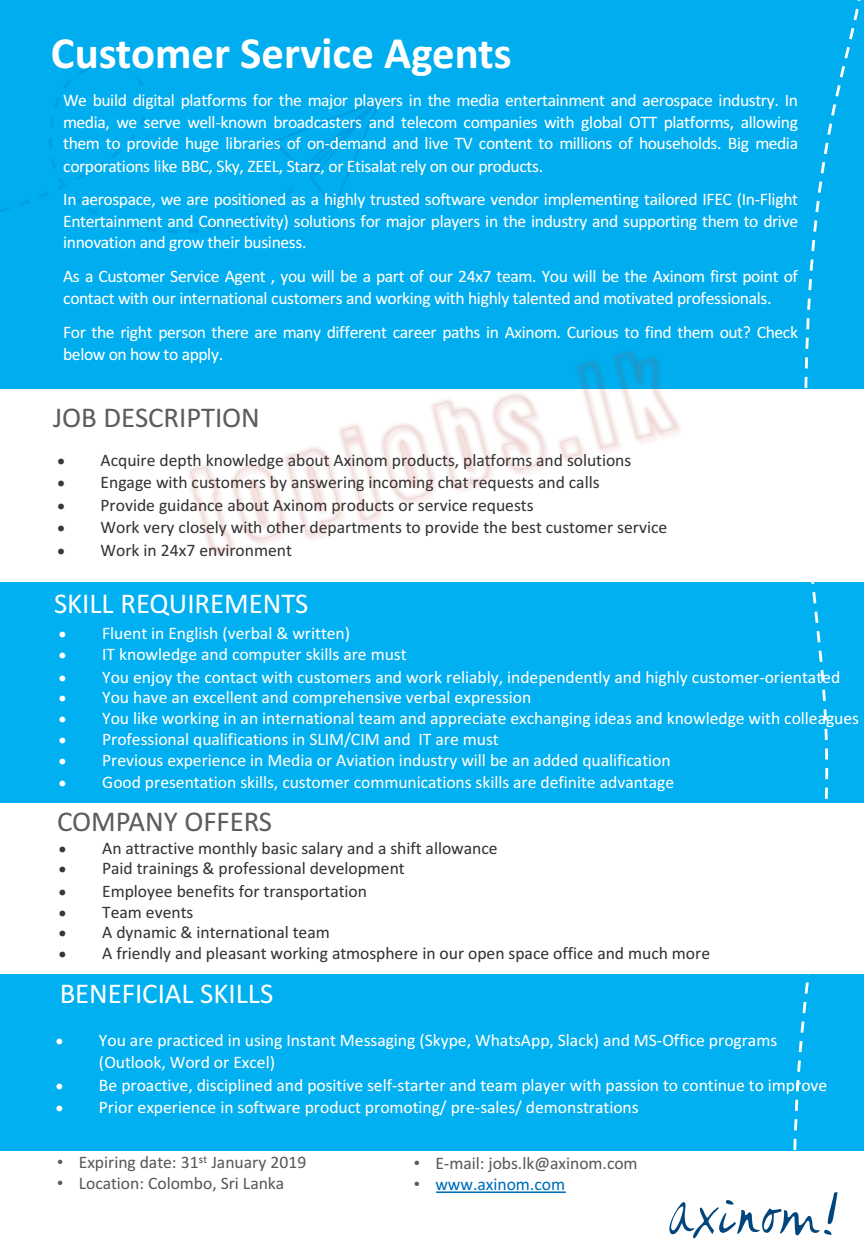 Customer Service Agents
We build digital platforms for the major players in the media entertainment and aerospace industry. In
media, we serve well-known broadcasters and telecom companies with global OTT platforms, allowing
them to provide huge libraries of on-demand and live TV content to millions of households. Big media
corporations like BBC, Sky, ZEEL, Starz, or Etisalat rely on our products.
In aerospace, we are positioned as a highly trusted software vendor implementing tailored IFEC (In-Flight
Entertainment and Connectivity) solutions for major players in the industry and supporting them to drive
innovation and grow their business.
As a Customer Service Agent , you will be a part of our 24x7 team. You will be the Axinom first point of
contact with our international customers and working with highly talented and motivated professionals.
For the right person there are many different career paths in Axinom. Curious to find them out? Check
below on how to apply.
topjobs.lk
JOB DESCRIPTION
• Acquire depth knowledge about Axinom products, platforms and solutions
• Engage with customers by answering incoming chat requests and calls
• Provide guidance about Axinom products or service requests
• Work very closely with other departments to provide the best customer service
• Work in 24x7 environment
SKILL REQUIREMENTS
• Fluent in English (verbal & written)
• IT knowledge and computer skills are must
• You enjoy the contact with customers and work reliably, independently and highly customer-orientated
• You have an excellent and comprehensive verbal expression
• You like working in an international team and appreciate exchanging ideas and knowledge with colleagues
• Professional qualifications in SLIM/CIM and  IT are must
• Previous experience in Media or Aviation industry will be an added qualification
• Good presentation skills, customer communications skills are definite advantage
COMPANY OFFERS
• An attractive monthly basic salary and a shift allowance
• Paid trainings & professional development
• Employee benefits for transportation
• Team events
• A dynamic & international team
• A friendly and pleasant working atmosphere in our open space office and much more
BENEFICIAL SKILLS
• You are practiced in using Instant Messaging (Skype, WhatsApp, Slack) and MS-Office programs
(Outlook, Word or Excel)
• Be proactive, disciplined and positive self-starter and team player with passion to continue to improve
• Prior experience in software product promoting/ pre-sales/ demonstrations
• Expiring date: 31st January 2019
• Location: Colombo, Sri Lanka
• E-mail: jobs.lk@axinom.com
• www.axinom.com
axinom!